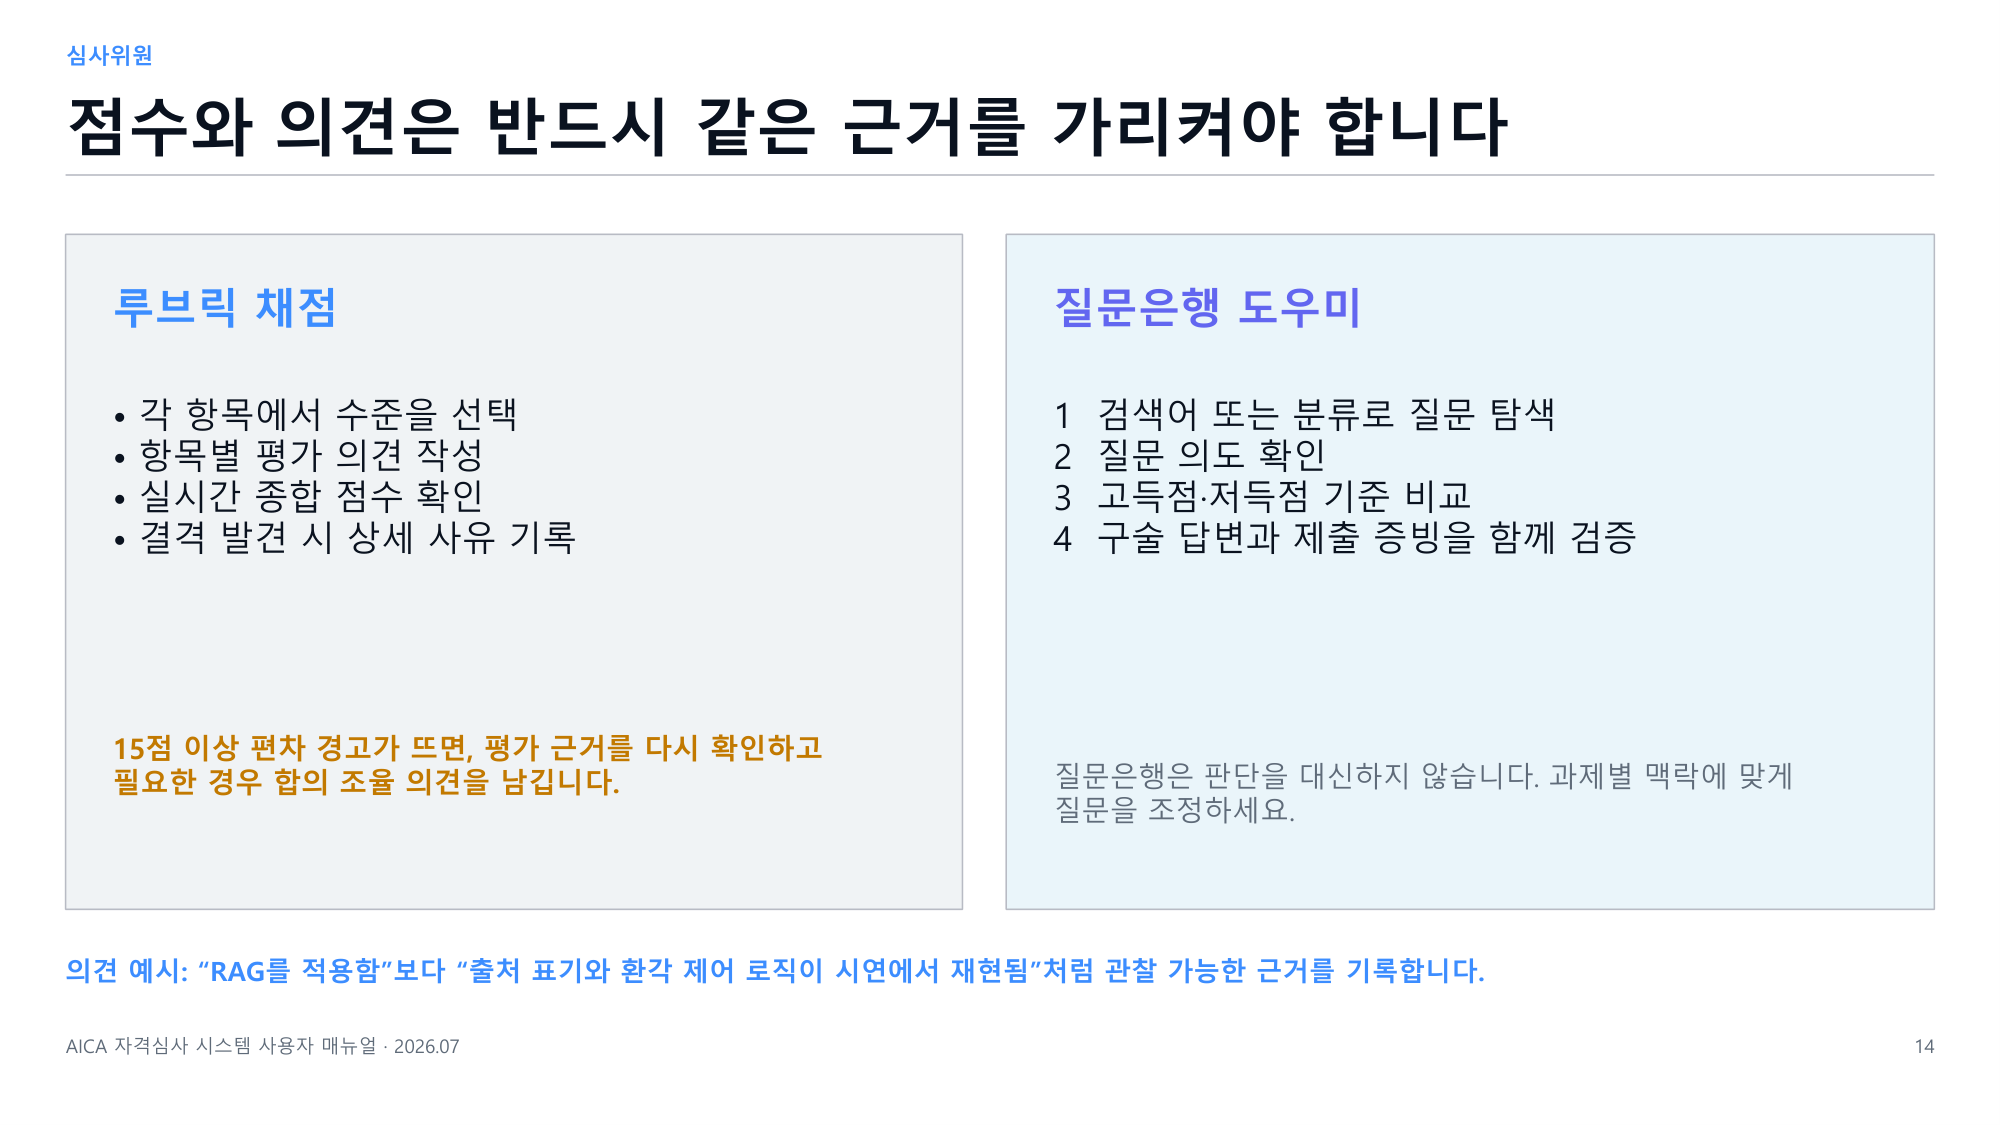 심사위원
점수와 의견은 반드시 같은 근거를 가리켜야 합니다
루브릭 채점
• 각 항목에서 수준을 선택
• 항목별 평가 의견 작성
• 실시간 종합 점수 확인
• 결격 발견 시 상세 사유 기록
15점 이상 편차 경고가 뜨면, 평가 근거를 다시 확인하고
필요한 경우 합의 조율 의견을 남깁니다.
질문은행 도우미
1 검색어 또는 분류로 질문 탐색
2 질문 의도 확인
3 고득점·저득점 기준 비교
4 구술 답변과 제출 증빙을 함께 검증
질문은행은 판단을 대신하지 않습니다. 과제별 맥락에 맞게
질문을 조정하세요.
의견 예시: “RAG를 적용함”보다 “출처 표기와 환각 제어 로직이 시연에서 재현됨”처럼 관찰 가능한 근거를 기록합니다.
AICA 자격심사 시스템 사용자 매뉴얼 · 2026.07
14